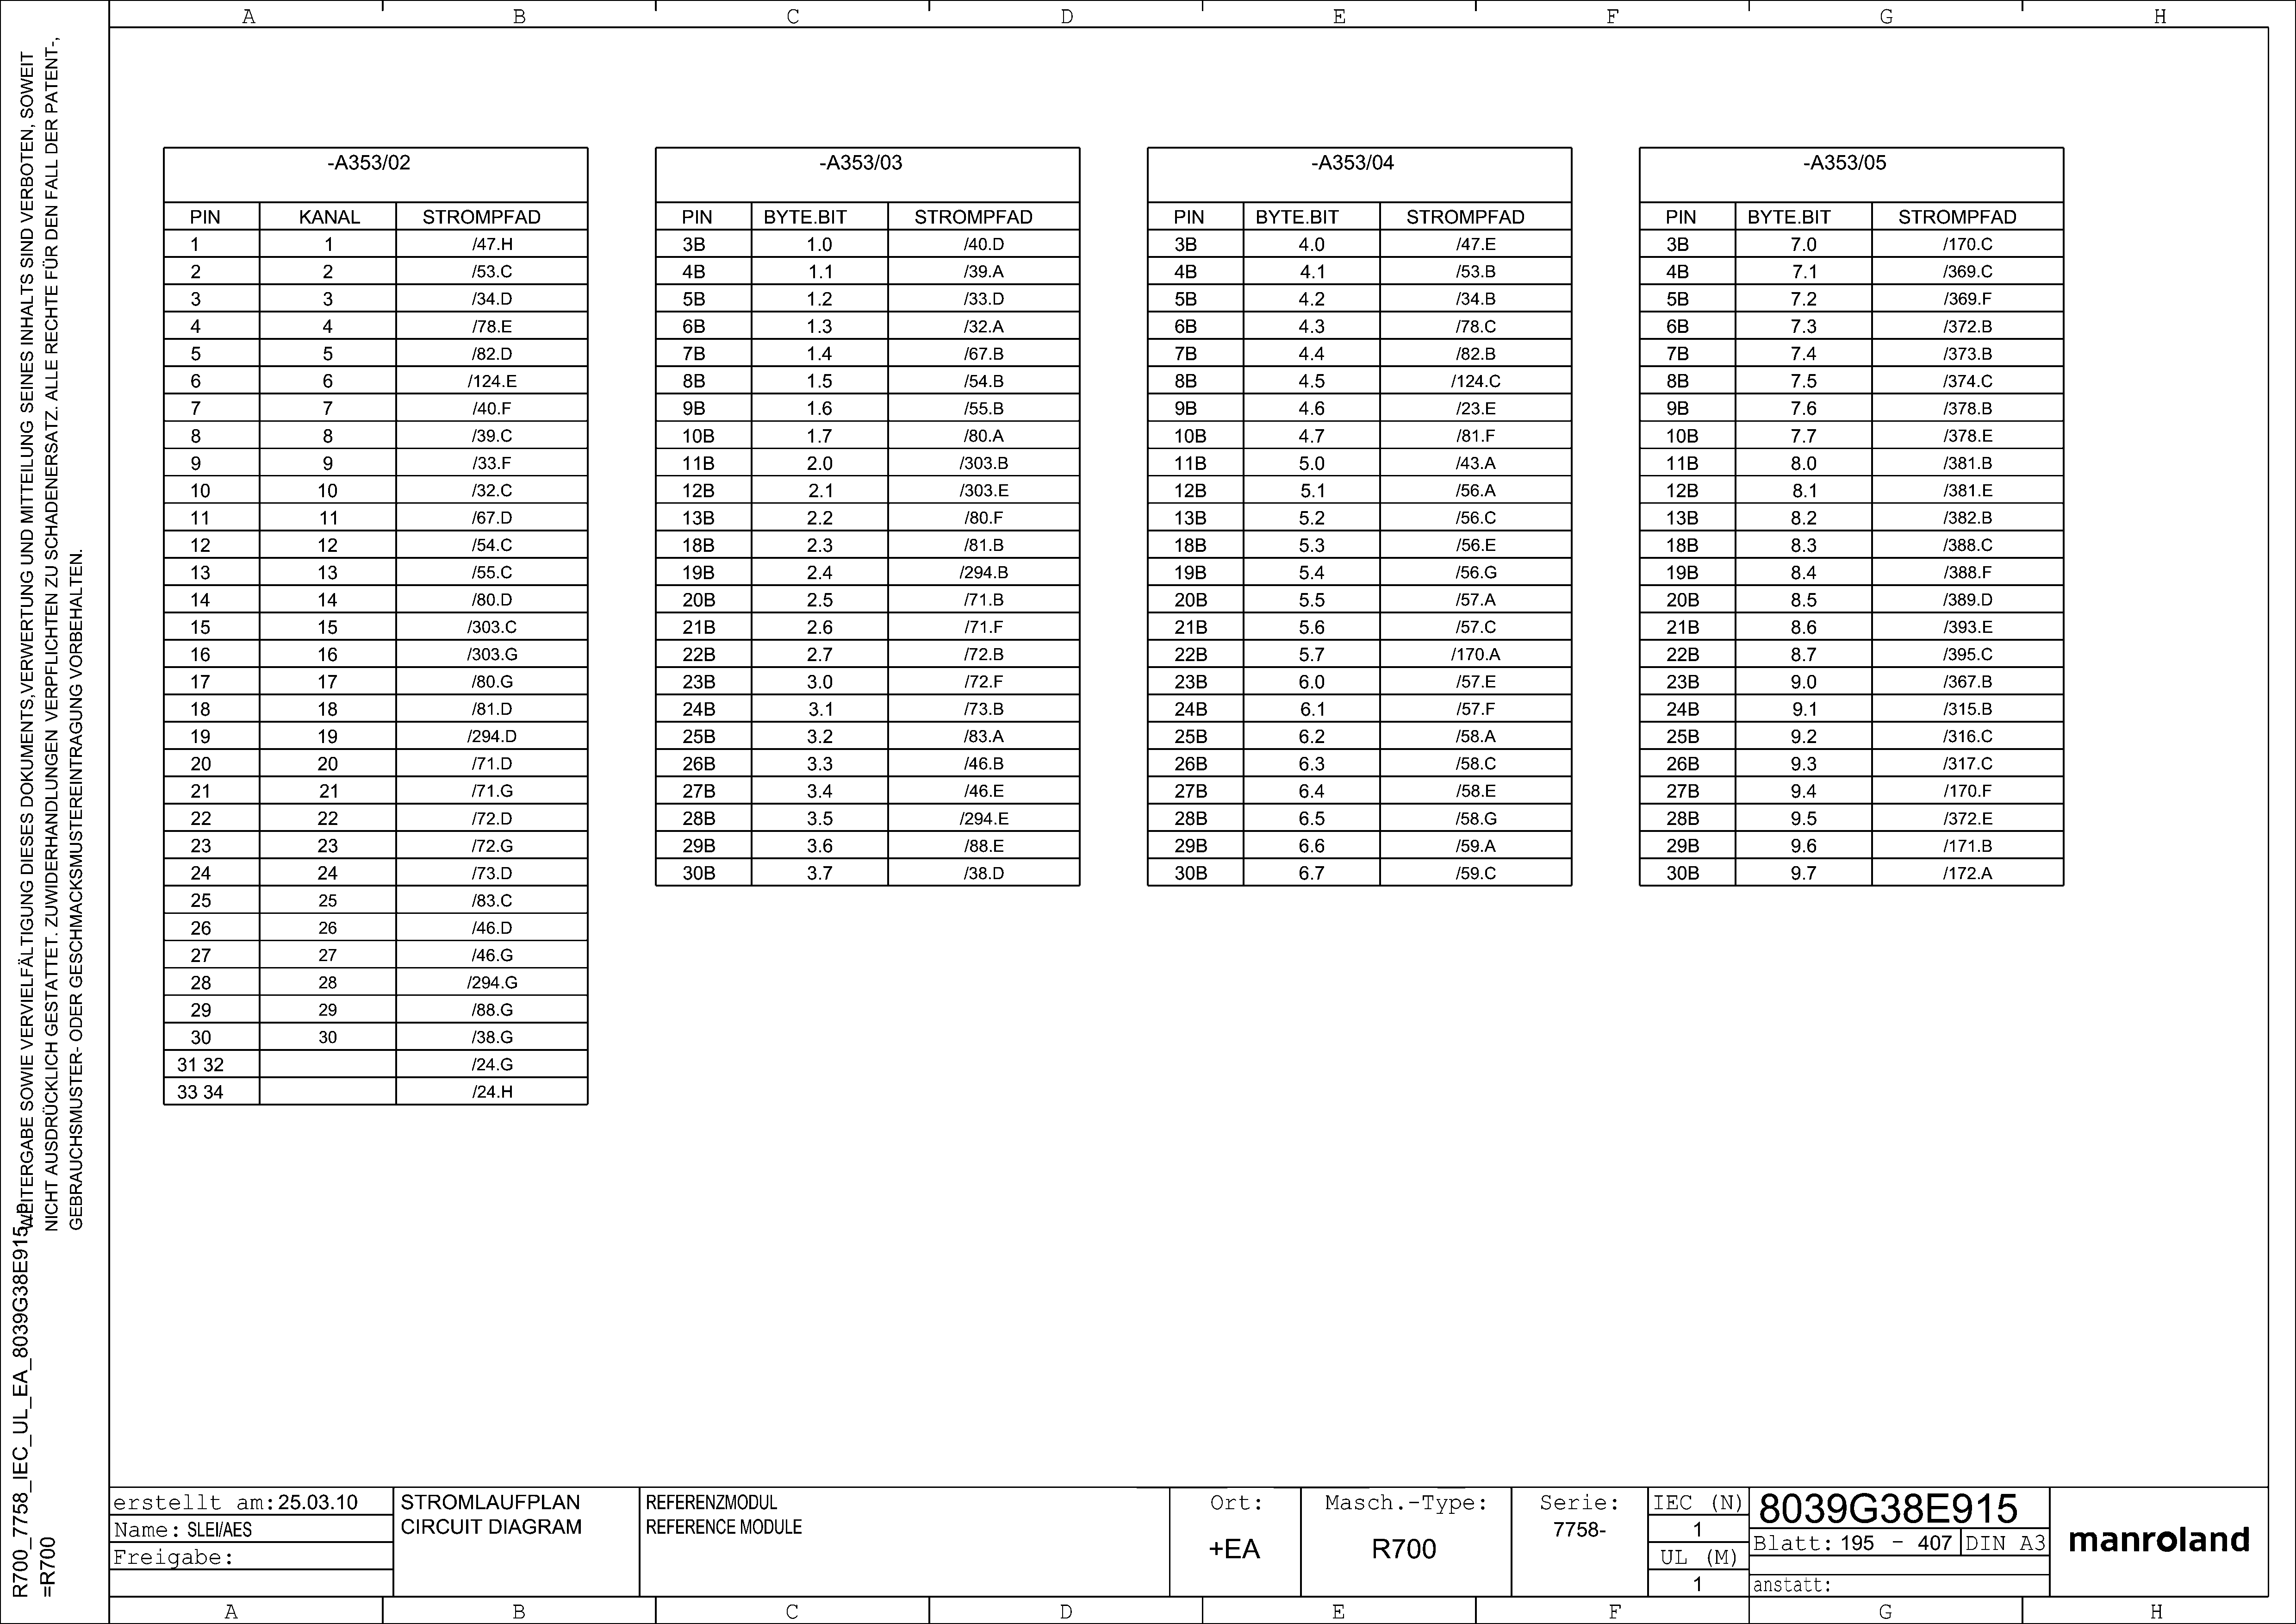 A B C D E F G H
WEITERGABE SOWIE VERVIELFÄLTIGUNG DIESES DOKUMENTS,VERWERTUNG UND MITTEILUNG SEINES INHALTS SIND VERBOTEN, SOWEIT
NICHT AUSDRÜCKLICH GESTATTET. ZUWIDERHANDLUNGEN VERPFLICHTEN ZU SCHADENERSATZ. ALLE RECHTE FÜR DEN FALL DER PATENT-,
GEBRAUCHSMUSTER- ODER GESCHMACKSMUSTEREINTRAGUNG VORBEHALTEN.
-A353/02
PIN KANAL STROMPFAD
1 1 /47.H
2 2 /53.C
3 3 /34.D
4 4 /78.E
5 5 /82.D
6 6 /124.E
7 7 /40.F
8 8 /39.C
9 9 /33.F
10 10 /32.C
11 11 /67.D
12 12 /54.C
13 13 /55.C
14 14 /80.D
15 15 /303.C
16 16 /303.G
17 17 /80.G
18 18 /81.D
19 19 /294.D
20 20 /71.D
21 21 /71.G
22 22 /72.D
23 23 /72.G
24 24 /73.D
25 25 /83.C
26 26 /46.D
27 27 /46.G
28 28 /294.G
29 29 /88.G
30 30 /38.G
31 32 /24.G
33 34 /24.H
-A353/03
PIN BYTE.BIT STROMPFAD
3B 1.0 /40.D
4B 1.1 /39.A
5B 1.2 /33.D
6B 1.3 /32.A
7B 1.4 /67.B
8B 1.5 /54.B
9B 1.6 /55.B
10B 1.7 /80.A
11B 2.0 /303.B
12B 2.1 /303.E
13B 2.2 /80.F
18B 2.3 /81.B
19B 2.4 /294.B
20B 2.5 /71.B
21B 2.6 /71.F
22B 2.7 /72.B
23B 3.0 /72.F
24B 3.1 /73.B
25B 3.2 /83.A
26B 3.3 /46.B
27B 3.4 /46.E
28B 3.5 /294.E
29B 3.6 /88.E
30B 3.7 /38.D
-A353/04
PIN BYTE.BIT STROMPFAD
3B 4.0 /47.E
4B 4.1 /53.B
5B 4.2 /34.B
6B 4.3 /78.C
7B 4.4 /82.B
8B 4.5 /124.C
9B 4.6 /23.E
10B 4.7 /81.F
11B 5.0 /43.A
12B 5.1 /56.A
13B 5.2 /56.C
18B 5.3 /56.E
19B 5.4 /56.G
20B 5.5 /57.A
21B 5.6 /57.C
22B 5.7 /170.A
23B 6.0 /57.E
24B 6.1 /57.F
25B 6.2 /58.A
26B 6.3 /58.C
27B 6.4 /58.E
28B 6.5 /58.G
29B 6.6 /59.A
30B 6.7 /59.C
-A353/05
PIN BYTE.BIT STROMPFAD
3B 7.0 /170.C
4B 7.1 /369.C
5B 7.2 /369.F
6B 7.3 /372.B
7B 7.4 /373.B
8B 7.5 /374.C
9B 7.6 /378.B
10B 7.7 /378.E
11B 8.0 /381.B
12B 8.1 /381.E
13B 8.2 /382.B
18B 8.3 /388.C
19B 8.4 /388.F
20B 8.5 /389.D
21B 8.6 /393.E
22B 8.7 /395.C
23B 9.0 /367.B
24B 9.1 /315.B
25B 9.2 /316.C
26B 9.3 /317.C
27B 9.4 /170.F
28B 9.5 /372.E
29B 9.6 /171.B
30B 9.7 /172.A
=R700
erstellt am: 25.03.10
Name: SLEI/AES
Freigabe:
STROMLAUFPLAN
CIRCUIT DIAGRAM
REFERENZMODUL
REFERENCE MODULE
Ort:
+EA
Masch.-Type:
R700
Serie:
7758-
IEC (N)
1
UL (M)
1
8039G38E915
Blatt: 195 - 407 DIN A3
anstatt:
manroland
A B C D E F G H